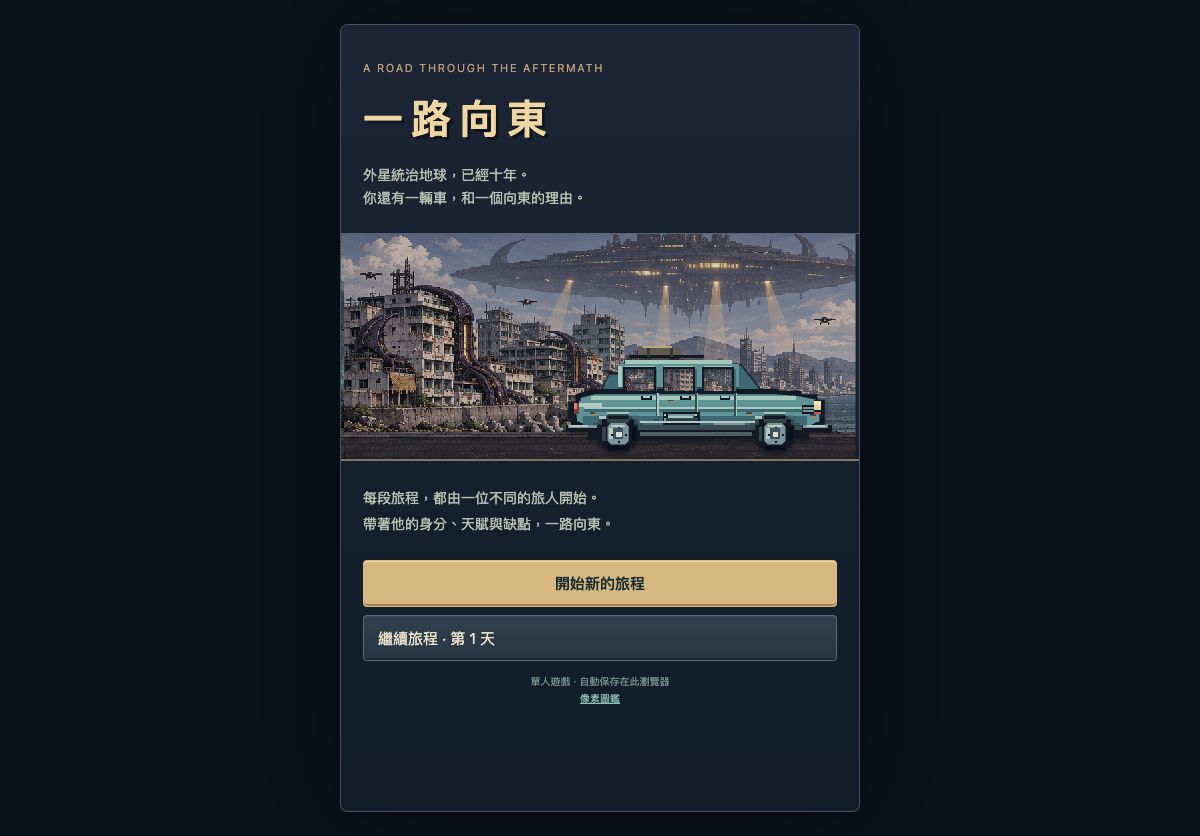 A ROAD THROUGH THE AFTERMATH
一路向東
外星統治地球，已經十年。
你還有一輛車，和一個向東的理由。
每段旅程，都由一位不同的旅人開始。
帶著他的身分、天賦與缺點，一路向東。
開始新的旅程
繼續旅程 · 第 1 天
單人遊戲 · 自動保存在此瀏覽器
像素圖鑑